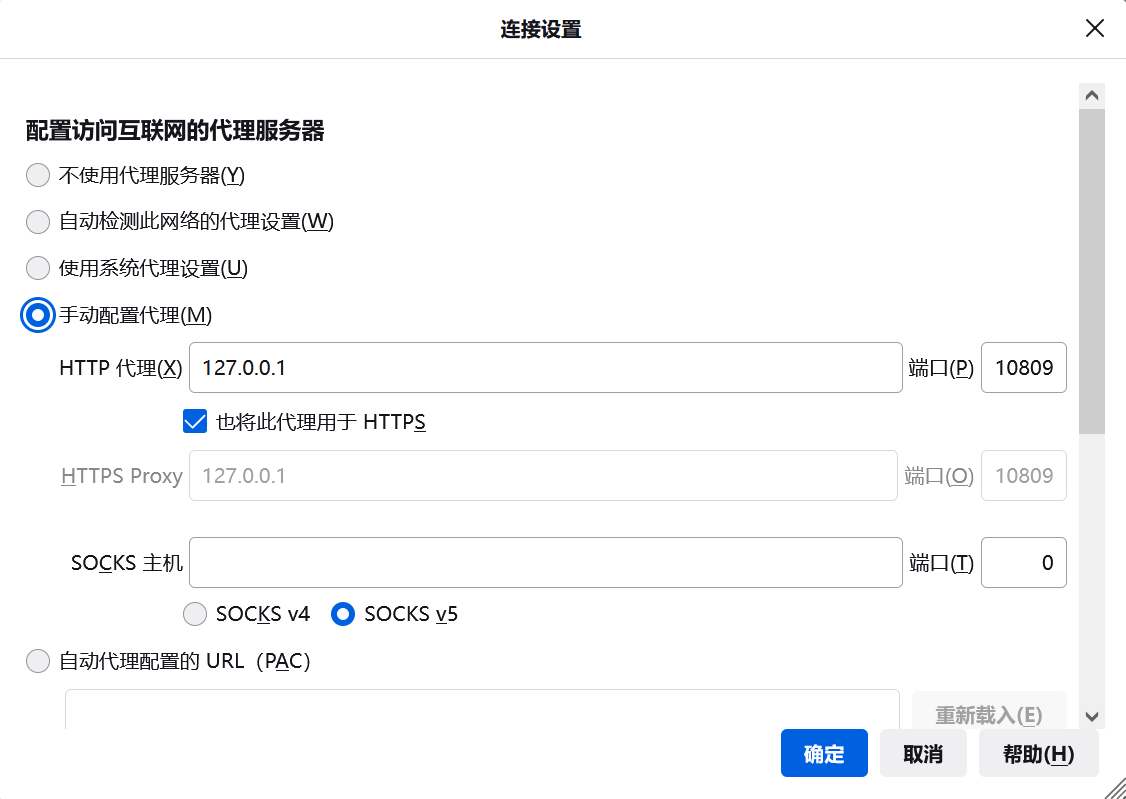 连接设置
配置访问互联网的代理服务器
不使用代理服务器(Y)
自动检测此网络的代理设置(W)
使用系统代理设置(U)
手动配置代理(M)
HTTP 代理(X) 127.0.0.1 端口(P) 10809
也将此代理用于 HTTPS
HTTPS Proxy 127.0.0.1 端口(O) 10809
SOCKS 主机 端口(T) 0
SOCKS v4 SOCKS v5
自动代理配置的 URL（PAC）
重新载入(E)
确定 取消 帮助(H)